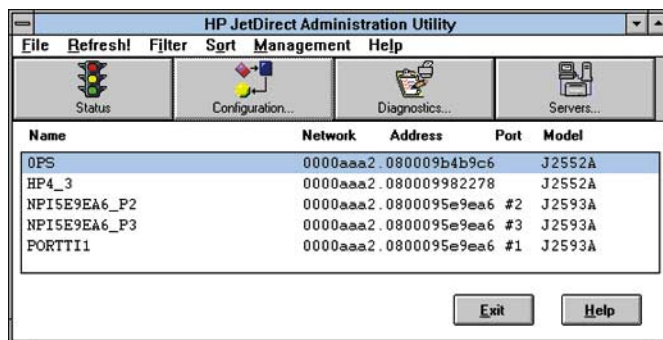 HP JetDirect Administration Utility
File Refresh! Filter Sort Management Help
Status Configuration... Diagnostics... Servers...
Name Network Address Port Model
OPS 0000aaa2.080009b4b9c6 J2552A
HP4_3 0000aaa2.080009982278 J2552A
NPI5E9EA6_P2 0000aaa2.0800095e9ea6 #2 J2593A
NPI5E9EA6_P3 0000aaa2.0800095e9ea6 #3 J2593A
PORTTI1 0000aaa2.0800095e9ea6 #1 J2593A
Exit Help